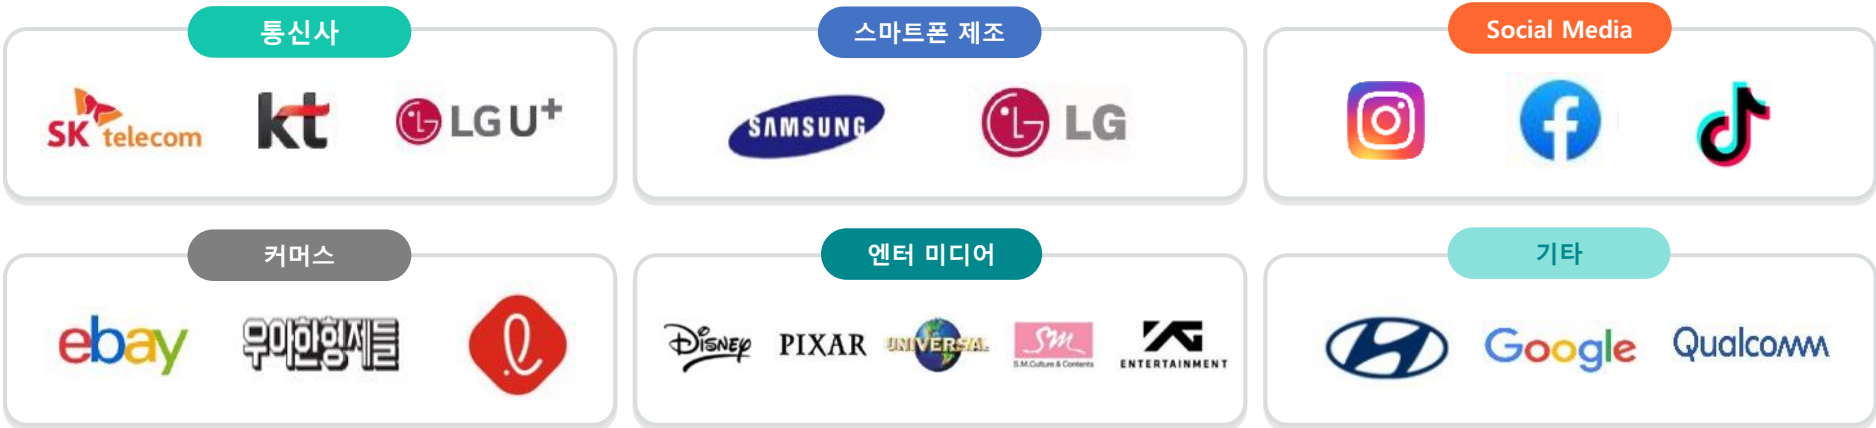 통신사
SK telecom
kt
LG U+
스마트폰 제조
SAMSUNG
LG
Social Media
커머스
ebay
우아한형제들
엔터 미디어
Disney
PIXAR
UNIVERSAL
SM
S.M.Culture & Contents
YG
ENTERTAINMENT
기타
Google
Qualcomm